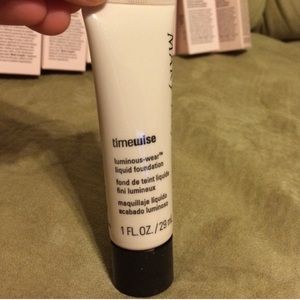 timewise
luminous-wear™
liquid foundation
fond de teint liquide
fini lumineux
maquillaje líquido
acabado luminoso
1 FL.OZ./29 mL